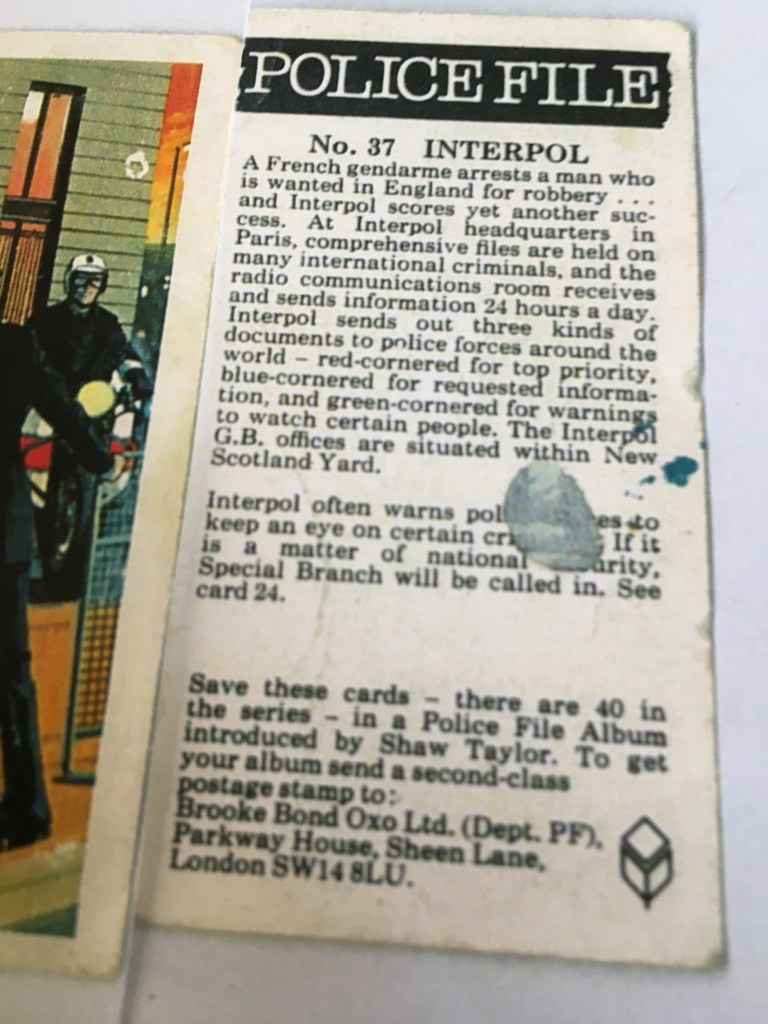 POLICE FILE
No. 37 INTERPOL
A French gendarme arrests a man who
is wanted in England for robbery . . .
and Interpol scores yet another suc-
cess. At Interpol headquarters in
Paris, comprehensive files are held on
many international criminals, and the
radio communications room receives
and sends information 24 hours a day.
Interpol sends out three kinds of
documents to police forces around the
world – red-cornered for top priority,
blue-cornered for requested informa-
tion, and green-cornered for warnings
to watch certain people. The Interpol
G.B. offices are situated within New
Scotland Yard.
Interpol often warns to
keep an eye on certain If it
is a matter of national
Special Branch will be called in. See
card 24.
Save these cards – there are 40 in
the series – in a Police File Album
introduced by Shaw Taylor. To get
your album send a second-class
postage stamp to:
Brooke Bond Oxo Ltd. (Dept. PF),
Parkway House, Sheen Lane,
London SW14 8LU.